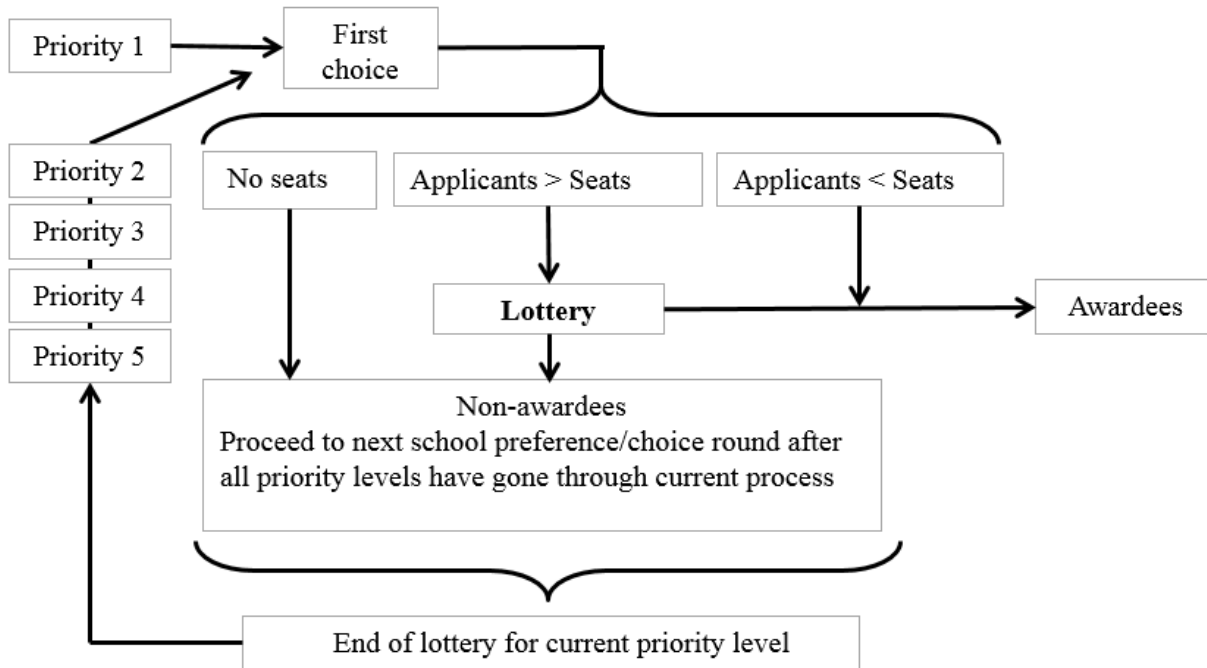 Priority 1
First
choice
Priority 2
Priority 3
Priority 4
Priority 5
No seats
Applicants > Seats
Applicants < Seats
Lottery
Awardees
Non-awardees
Proceed to next school preference/choice round after
all priority levels have gone through current process
End of lottery for current priority level